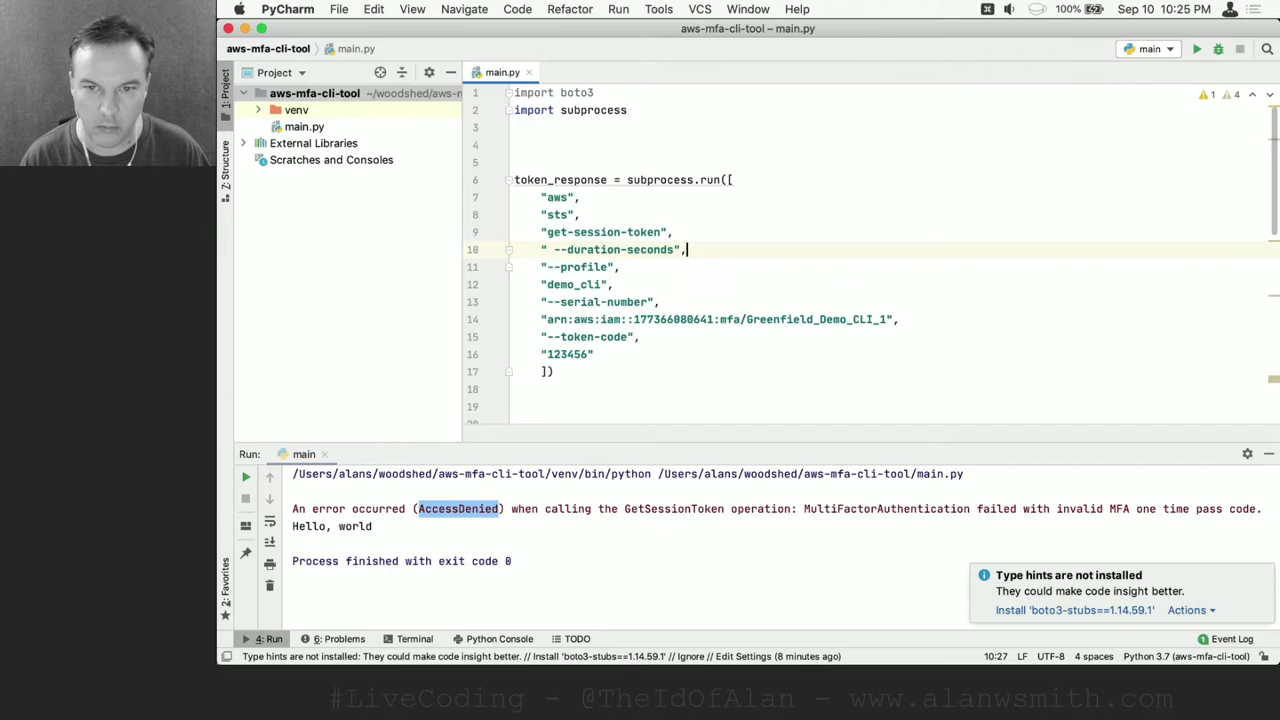 PyCharm File Edit View Navigate Code Refactor Run Tools VCS Window Help 100% Sep 10 10:25 PM
aws-mfa-cli-tool – main.py
aws-mfa-cli-tool main.py main
1: Project
Project
main.py
aws-mfa-cli-tool ~/woodshed/aws-m
venv
main.py
External Libraries
Scratches and Consoles
7: Structure
1 import boto3
1 4
2 import subprocess
3
4
5
6 token_response = subprocess.run([
7 "aws",
8 "sts",
9 "get-session-token",
10 " --duration-seconds",
11 "--profile",
12 "demo_cli",
13 "--serial-number",
14 "arn:aws:iam::177366080641:mfa/Greenfield_Demo_CLI_1",
15 "--token-code",
16 "123456"
17 ])
18
19
Run: main
/Users/alans/woodshed/aws-mfa-cli-tool/venv/bin/python /Users/alans/woodshed/aws-mfa-cli-tool/main.py
An error occurred (AccessDenied) when calling the GetSessionToken operation: MultiFactorAuthentication failed with invalid MFA one time pass code.
Hello, world
Process finished with exit code 0
2: Favorites
Type hints are not installed
They could make code insight better.
Install 'boto3-stubs==1.14.59.1' Actions
4: Run 6: Problems Terminal Python Console TODO 1 Event Log
Type hints are not installed: They could make code insight better. // Install 'boto3-stubs==1.14.59.1' // Ignore // Edit Settings (8 minutes ago) 10:27 LF UTF-8 4 spaces Python 3.7 (aws-mfa-cli-tool)
#LiveCoding - @TheIdOfAlan - www.alanwsmith.com